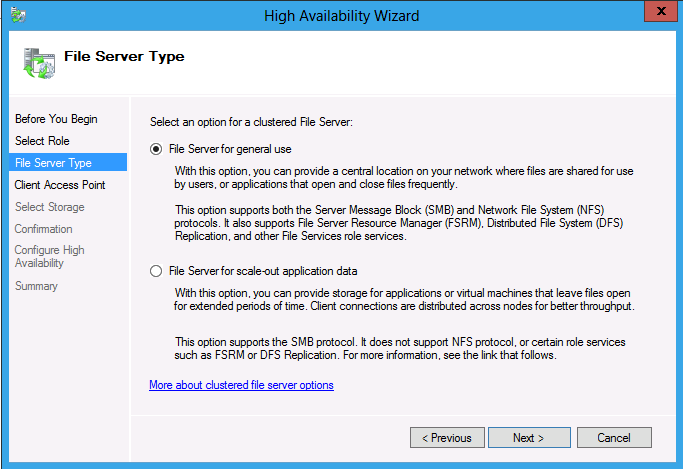 High Availability Wizard
x
File Server Type
Before You Begin
Select Role
File Server Type
Client Access Point
Select Storage
Confirmation
Configure High
Availability
Summary
Select an option for a clustered File Server:
File Server for general use
With this option, you can provide a central location on your network where files are shared for use
by users, or applications that open and close files frequently.
This option supports both the Server Message Block (SMB) and Network File System (NFS)
protocols. It also supports File Server Resource Manager (FSRM), Distributed File System (DFS)
Replication, and other File Services role services.
File Server for scale-out application data
With this option, you can provide storage for applications or virtual machines that leave files open
for extended periods of time. Client connections are distributed across nodes for better throughput.
This option supports the SMB protocol. It does not support NFS protocol, or certain role services
such as FSRM or DFS Replication. For more information, see the link that follows.
More about clustered file server options
< Previous
Next >
Cancel